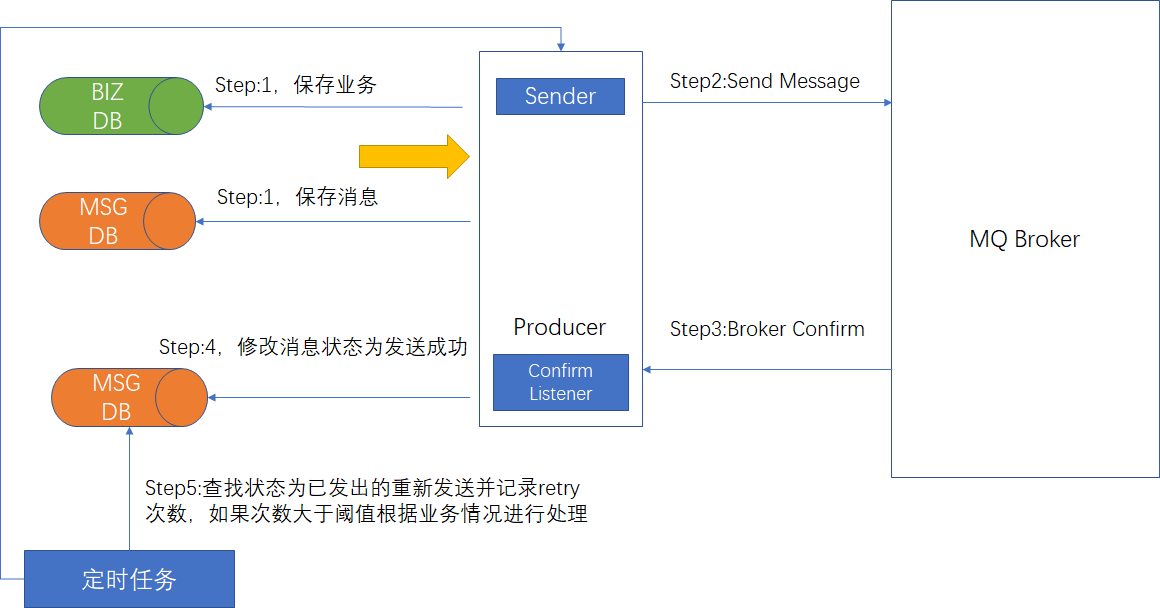 BIZ
DB
Step:1，保存业务
Sender
Step2:Send Message
MSG
DB
Step:1，保存消息
MQ Broker
Producer
Step3:Broker Confirm
Step:4，修改消息状态为发送成功
Confirm
Listener
MSG
DB
Step5:查找状态为已发出的重新发送并记录retry
次数，如果次数大于阈值根据业务情况进行处理
定时任务